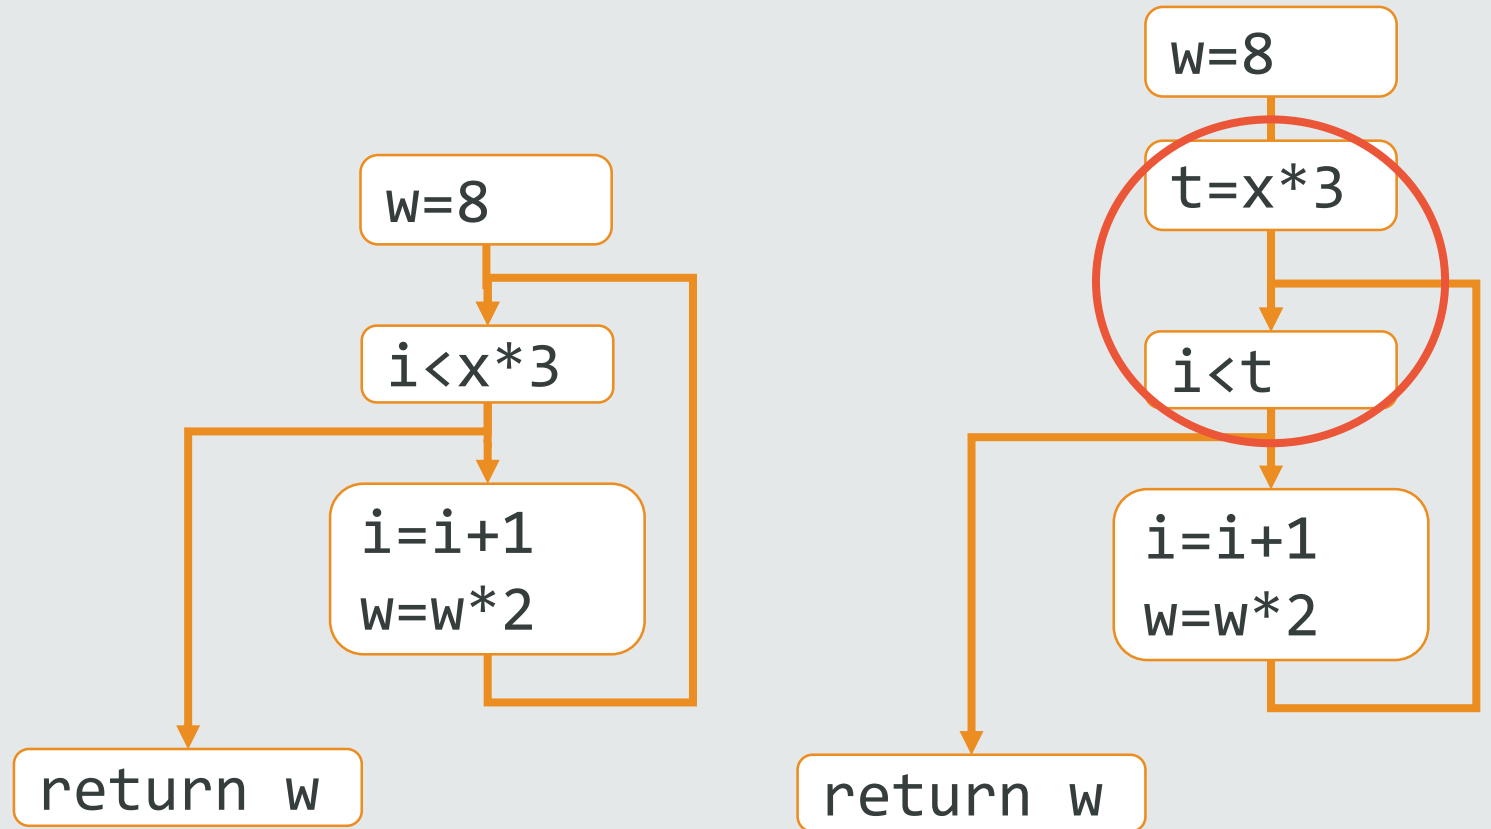 w=8
i<x*3
i=i+1
w=w*2
return w
w=8
t=x*3
i<t
i=i+1
w=w*2
return w